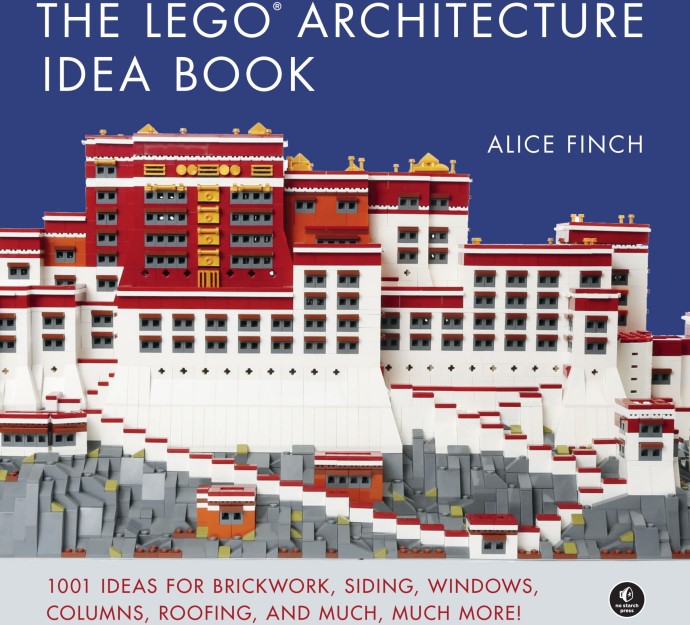 THE LEGO® ARCHITECTURE
IDEA BOOK
ALICE FINCH
1001 IDEAS FOR BRICKWORK, SIDING, WINDOWS,
COLUMNS, ROOFING, AND MUCH, MUCH MORE!
no starch
press